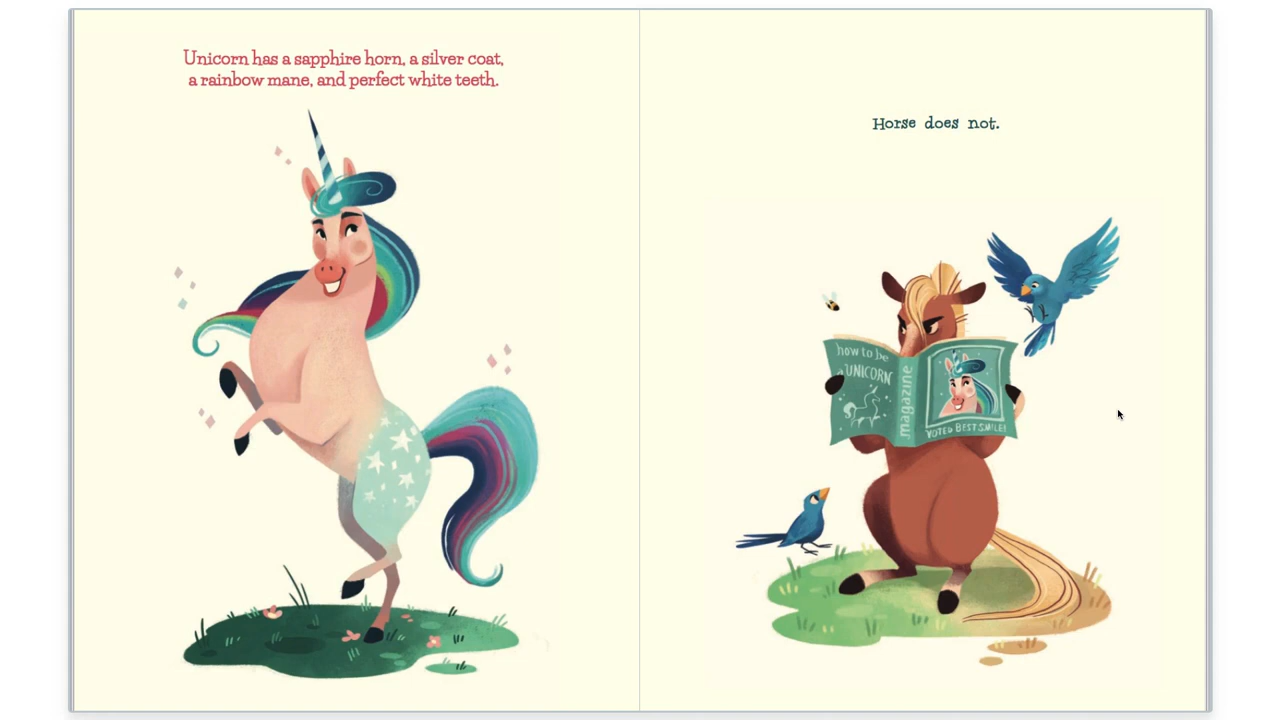 Unicorn has a sapphire horn, a silver coat,
a rainbow mane, and perfect white teeth.
Horse does not.
how to be
a UNICORN
magazine
VOTED BEST SMILE!